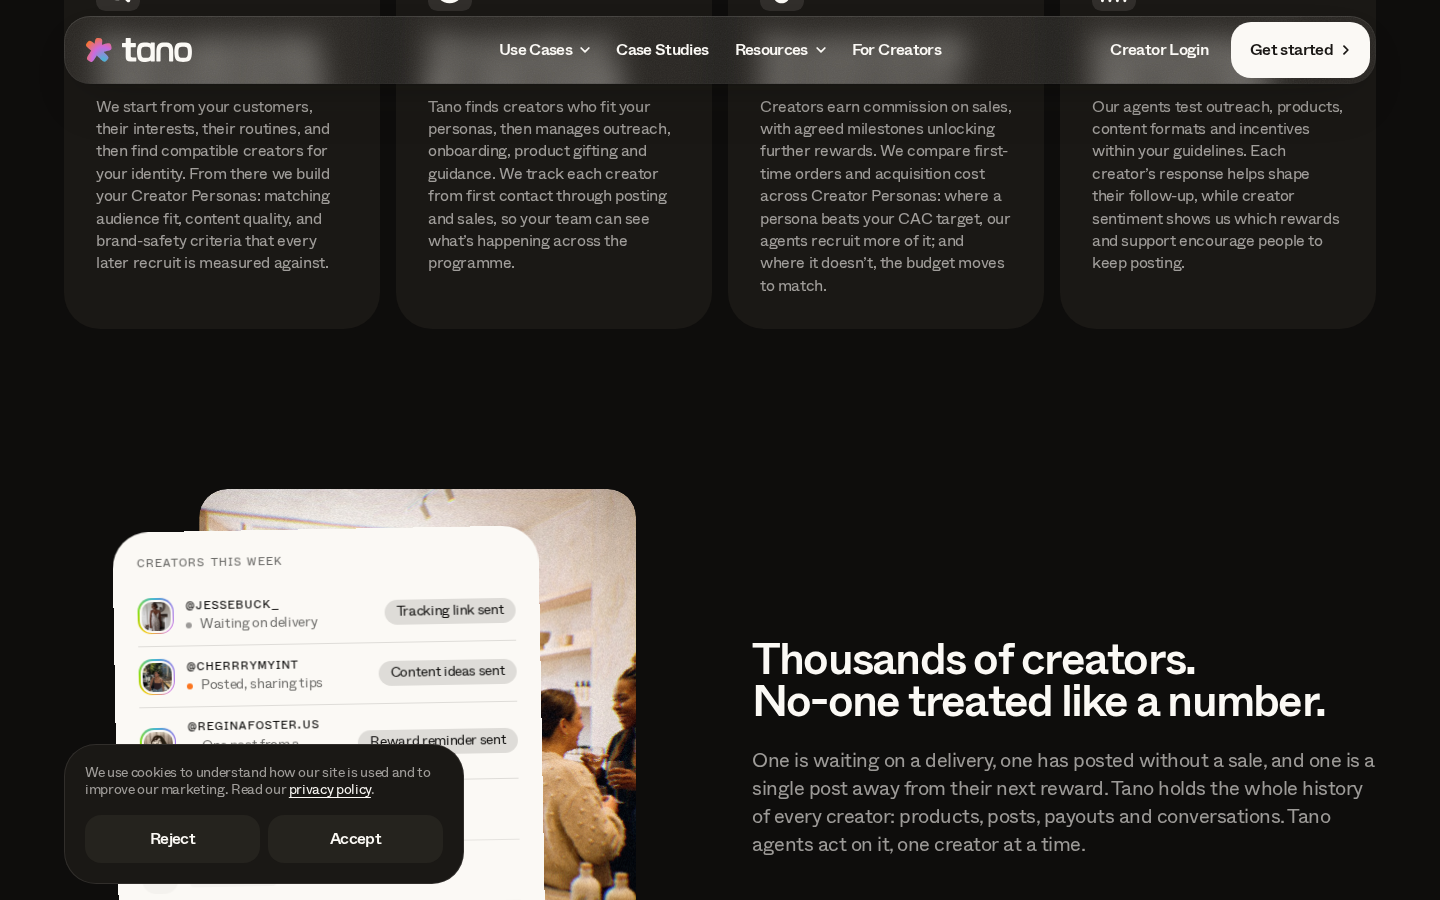 tano
Use Cases
Case Studies
Resources
For Creators
Creator Login
Get started
We start from your customers,
their interests, their routines, and
then find compatible creators for
your identity. From there we build
your Creator Personas: matching
audience fit, content quality, and
brand-safety criteria that every
later recruit is measured against.
Tano finds creators who fit your
personas, then manages outreach,
onboarding, product gifting and
guidance. We track each creator
from first contact through posting
and sales, so your team can see
what’s happening across the
programme.
Creators earn commission on sales,
with agreed milestones unlocking
further rewards. We compare first-
time orders and acquisition cost
across Creator Personas: where a
persona beats your CAC target, our
agents recruit more of it; and
where it doesn’t, the budget moves
to match.
Our agents test outreach, products,
content formats and incentives
within your guidelines. Each
creator’s response helps shape
their follow-up, while creator
sentiment shows us which rewards
and support encourage people to
keep posting.
CREATORS THIS WEEK
@JESSEBUCK_
Waiting on delivery
Tracking link sent
@CHERRRYMYINT
Posted, sharing tips
Content ideas sent
@REGINAFOSTER.US
Reward reminder sent
Thousands of creators.
No-one treated like a number.
One is waiting on a delivery, one has posted without a sale, and one is a
single post away from their next reward. Tano holds the whole history
of every creator: products, posts, payouts and conversations. Tano
agents act on it, one creator at a time.
We use cookies to understand how our site is used and to
improve our marketing. Read our privacy policy.
Reject
Accept